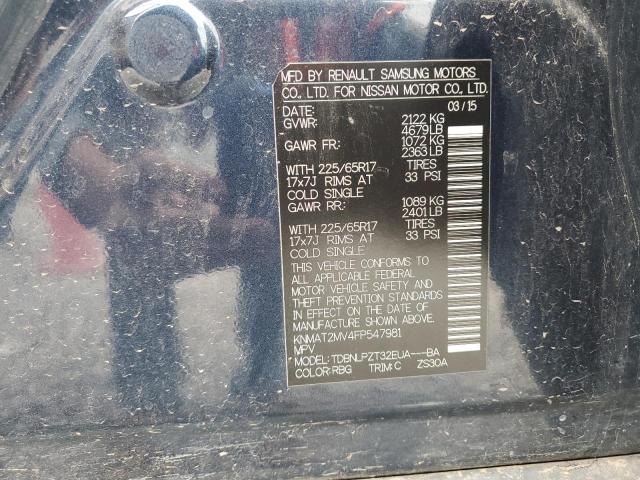 MFD BY RENAULT SAMSUNG MOTORS
CO, LTD. FOR NISSAN MOTOR CO., LTD.
DATE: 03/15
GVWR: 2122 KG
4679LB
GAWR FR: 1072 KG
2363 LB
WITH 225/65R17 TIRES
17x7J RIMS AT 33 PSI
COLD SINGLE
GAWR RR: 1089 KG
2401 LB
WITH 225/65R17 TIRES
17x7J RIMS AT 33 PSI
COLD SINGLE
THIS VEHICLE CONFORMS TO
ALL APPLICABLE FEDERAL
MOTOR VEHICLE SAFETY AND
THEFT PREVENTION STANDARDS
IN EFFECT ON THE DATE OF
MANUFACTURE SHOWN ABOVE.
KNMAT2MV4FP547981
MPV
MODEL: TDBNLPZT32EUA---BA
COLOR:RBG TRIM:C ZS30A